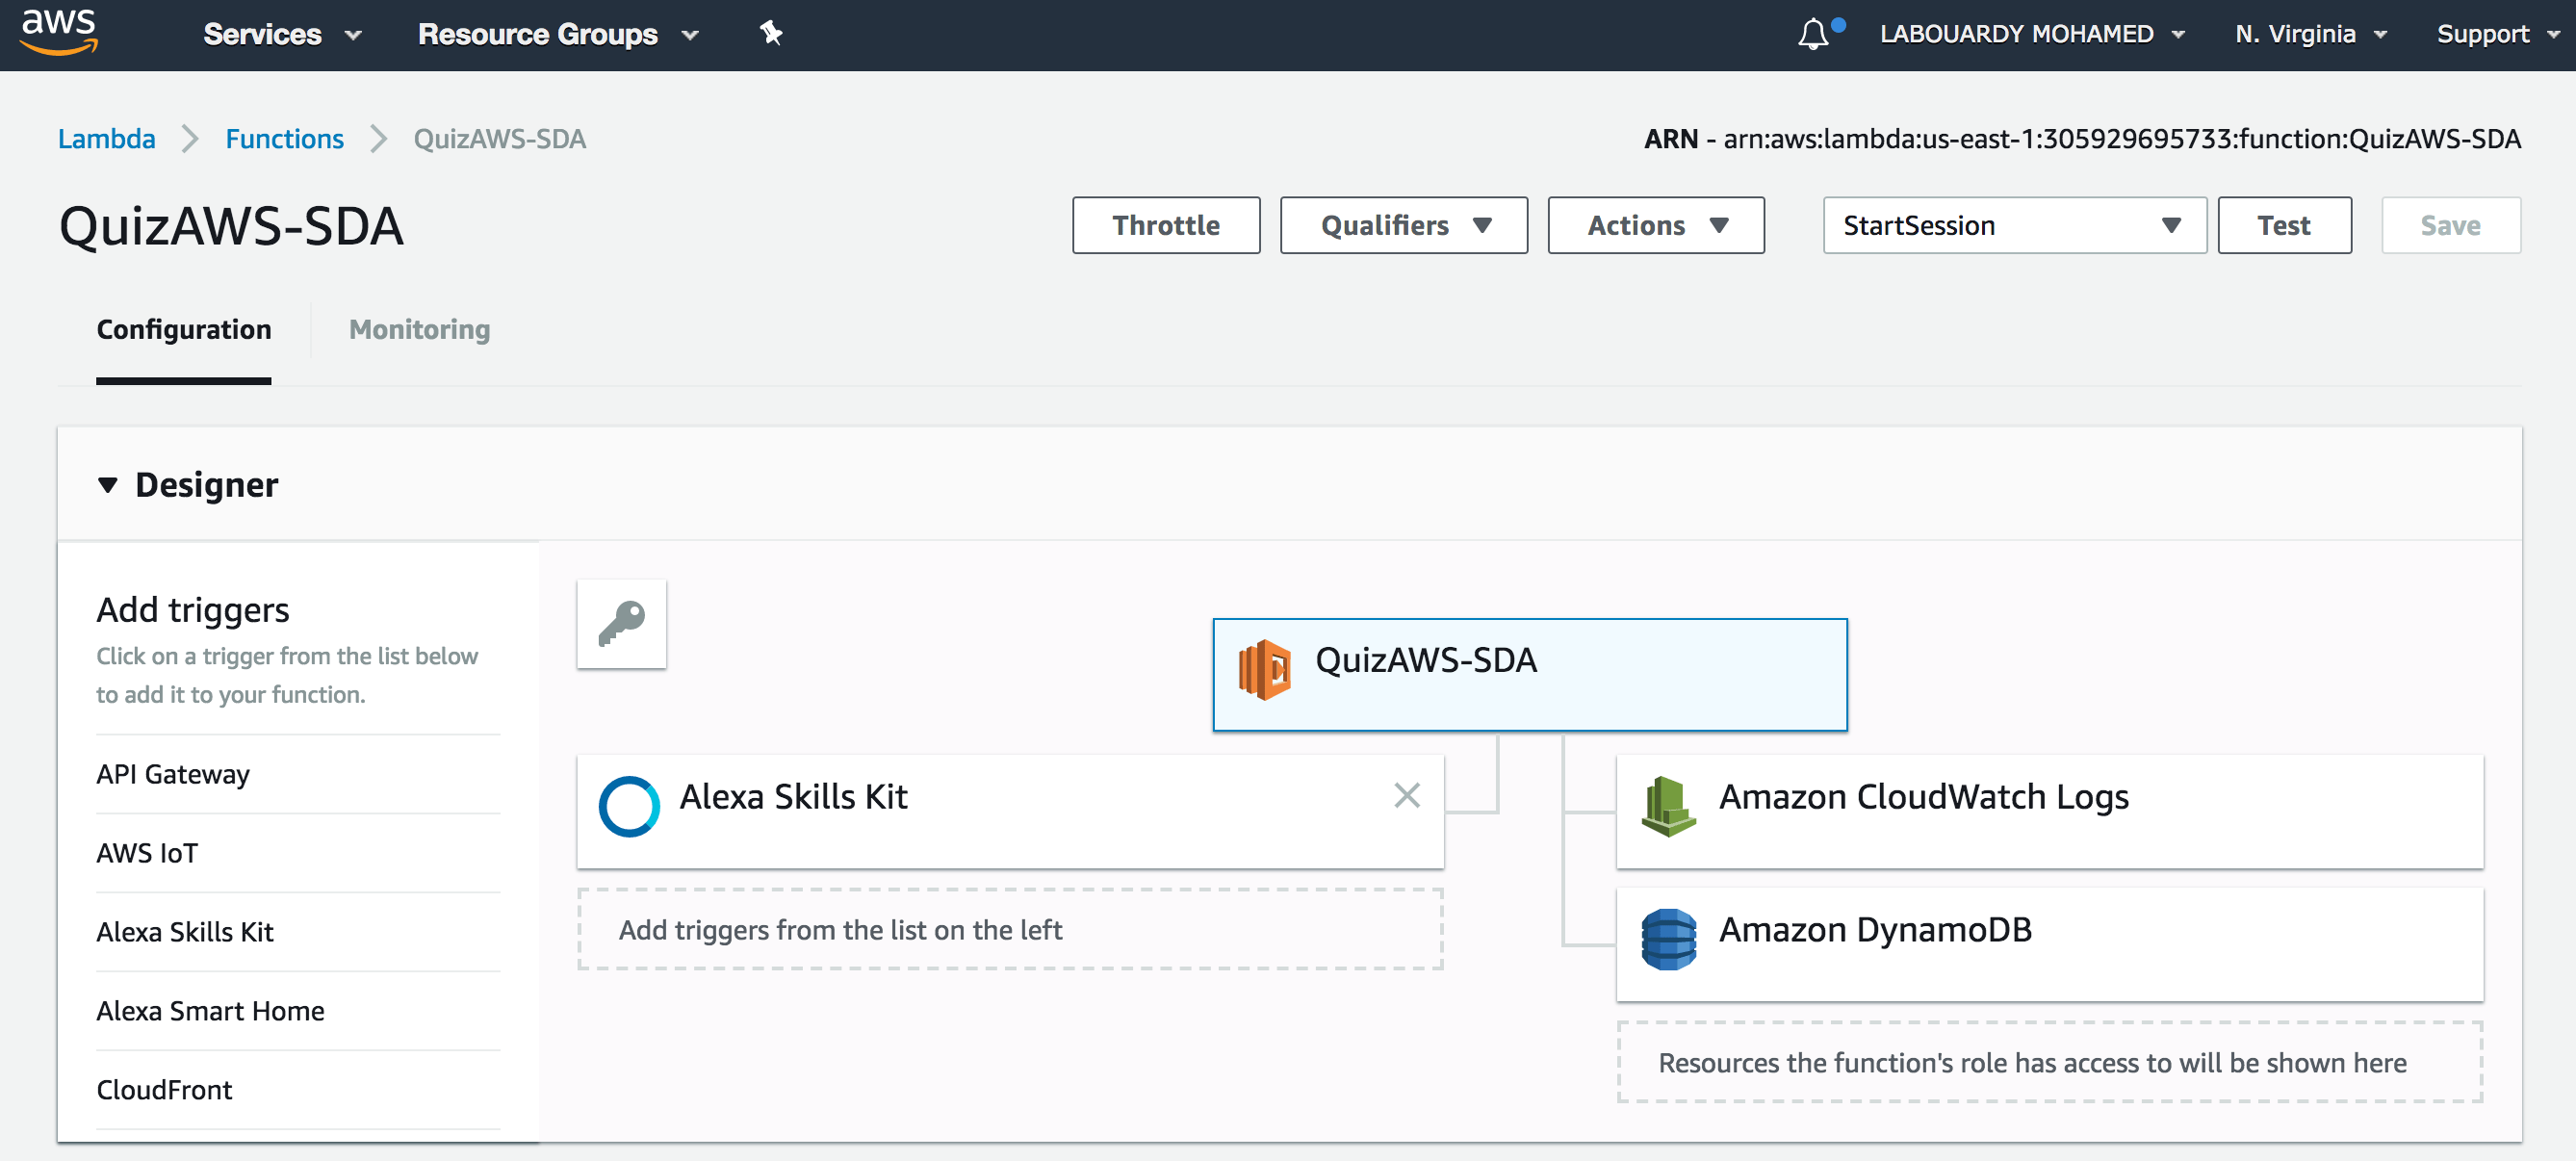 aws Services Resource Groups LABOUARDY MOHAMED N. Virginia Support
Lambda Functions QuizAWS-SDA ARN - arn:aws:lambda:us-east-1:305929695733:function:QuizAWS-SDA
QuizAWS-SDA Throttle Qualifiers Actions StartSession Test Save
Configuration Monitoring
Designer
Add triggers
Click on a trigger from the list below
to add it to your function.
API Gateway
AWS IoT
Alexa Skills Kit
Alexa Smart Home
CloudFront
QuizAWS-SDA
Alexa Skills Kit
Add triggers from the list on the left
Amazon CloudWatch Logs
Amazon DynamoDB
Resources the function's role has access to will be shown here